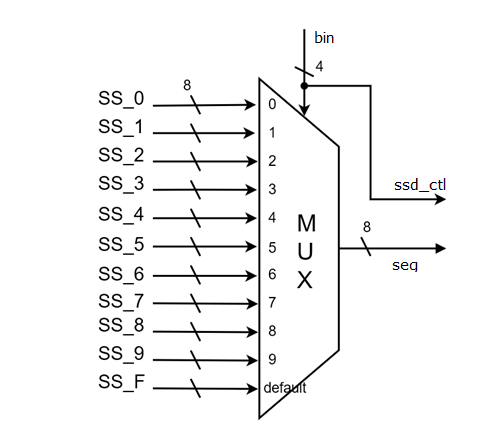 bin
4
8
SS_0 0
SS_1 1
SS_2 2
SS_3 3
ssd_ctl
SS_4 4
M
8
SS_5 5
U
seg
SS_6 6
X
SS_7 7
SS_8 8
SS_9 9
SS_F default